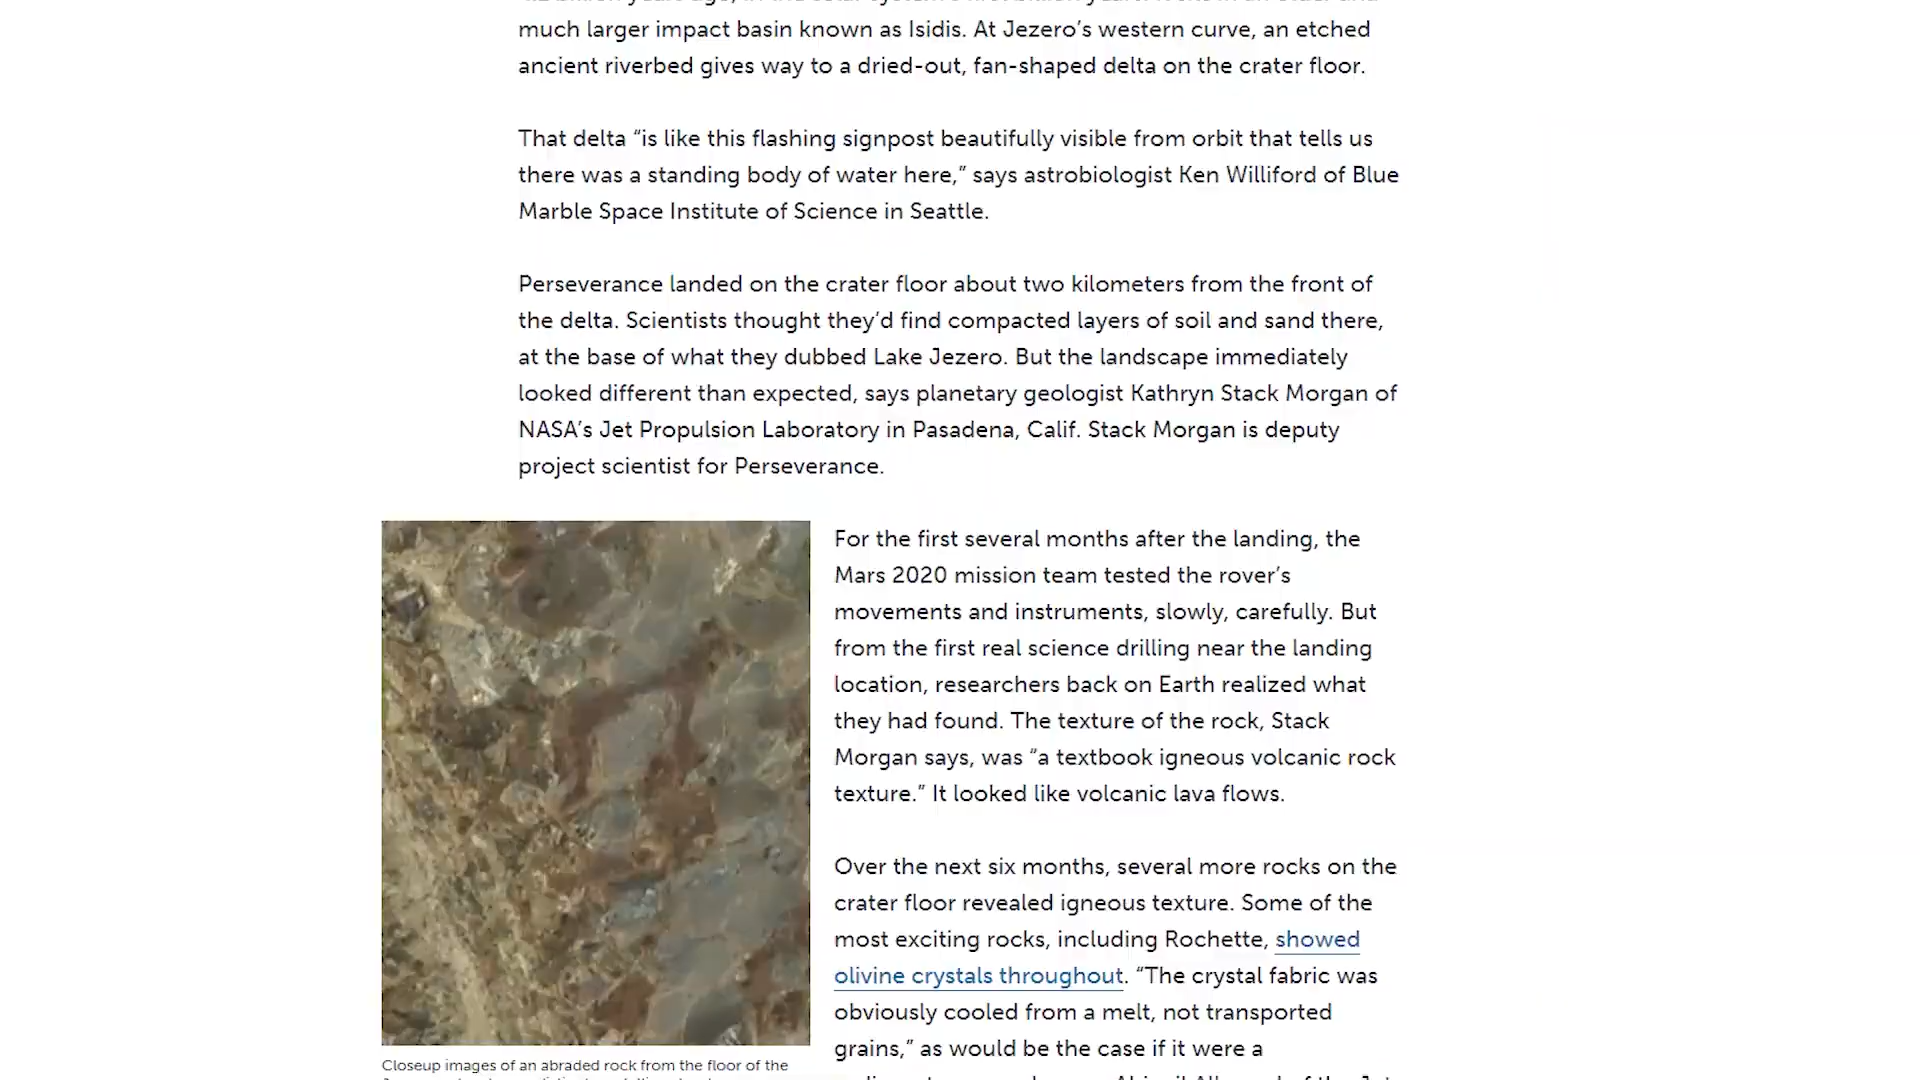 much larger impact basin known as Isidis. At Jezero’s western curve, an etched
ancient riverbed gives way to a dried-out, fan-shaped delta on the crater floor.
That delta “is like this flashing signpost beautifully visible from orbit that tells us
there was a standing body of water here,” says astrobiologist Ken Williford of Blue
Marble Space Institute of Science in Seattle.
Perseverance landed on the crater floor about two kilometers from the front of
the delta. Scientists thought they’d find compacted layers of soil and sand there,
at the base of what they dubbed Lake Jezero. But the landscape immediately
looked different than expected, says planetary geologist Kathryn Stack Morgan of
NASA’s Jet Propulsion Laboratory in Pasadena, Calif. Stack Morgan is deputy
project scientist for Perseverance.
For the first several months after the landing, the
Mars 2020 mission team tested the rover’s
movements and instruments, slowly, carefully. But
from the first real science drilling near the landing
location, researchers back on Earth realized what
they had found. The texture of the rock, Stack
Morgan says, was “a textbook igneous volcanic rock
texture.” It looked like volcanic lava flows.
Over the next six months, several more rocks on the
crater floor revealed igneous texture. Some of the
most exciting rocks, including Rochette, showed
olivine crystals throughout. “The crystal fabric was
obviously cooled from a melt, not transported
grains,” as would be the case if it were a
Closeup images of an abraded rock from the floor of the